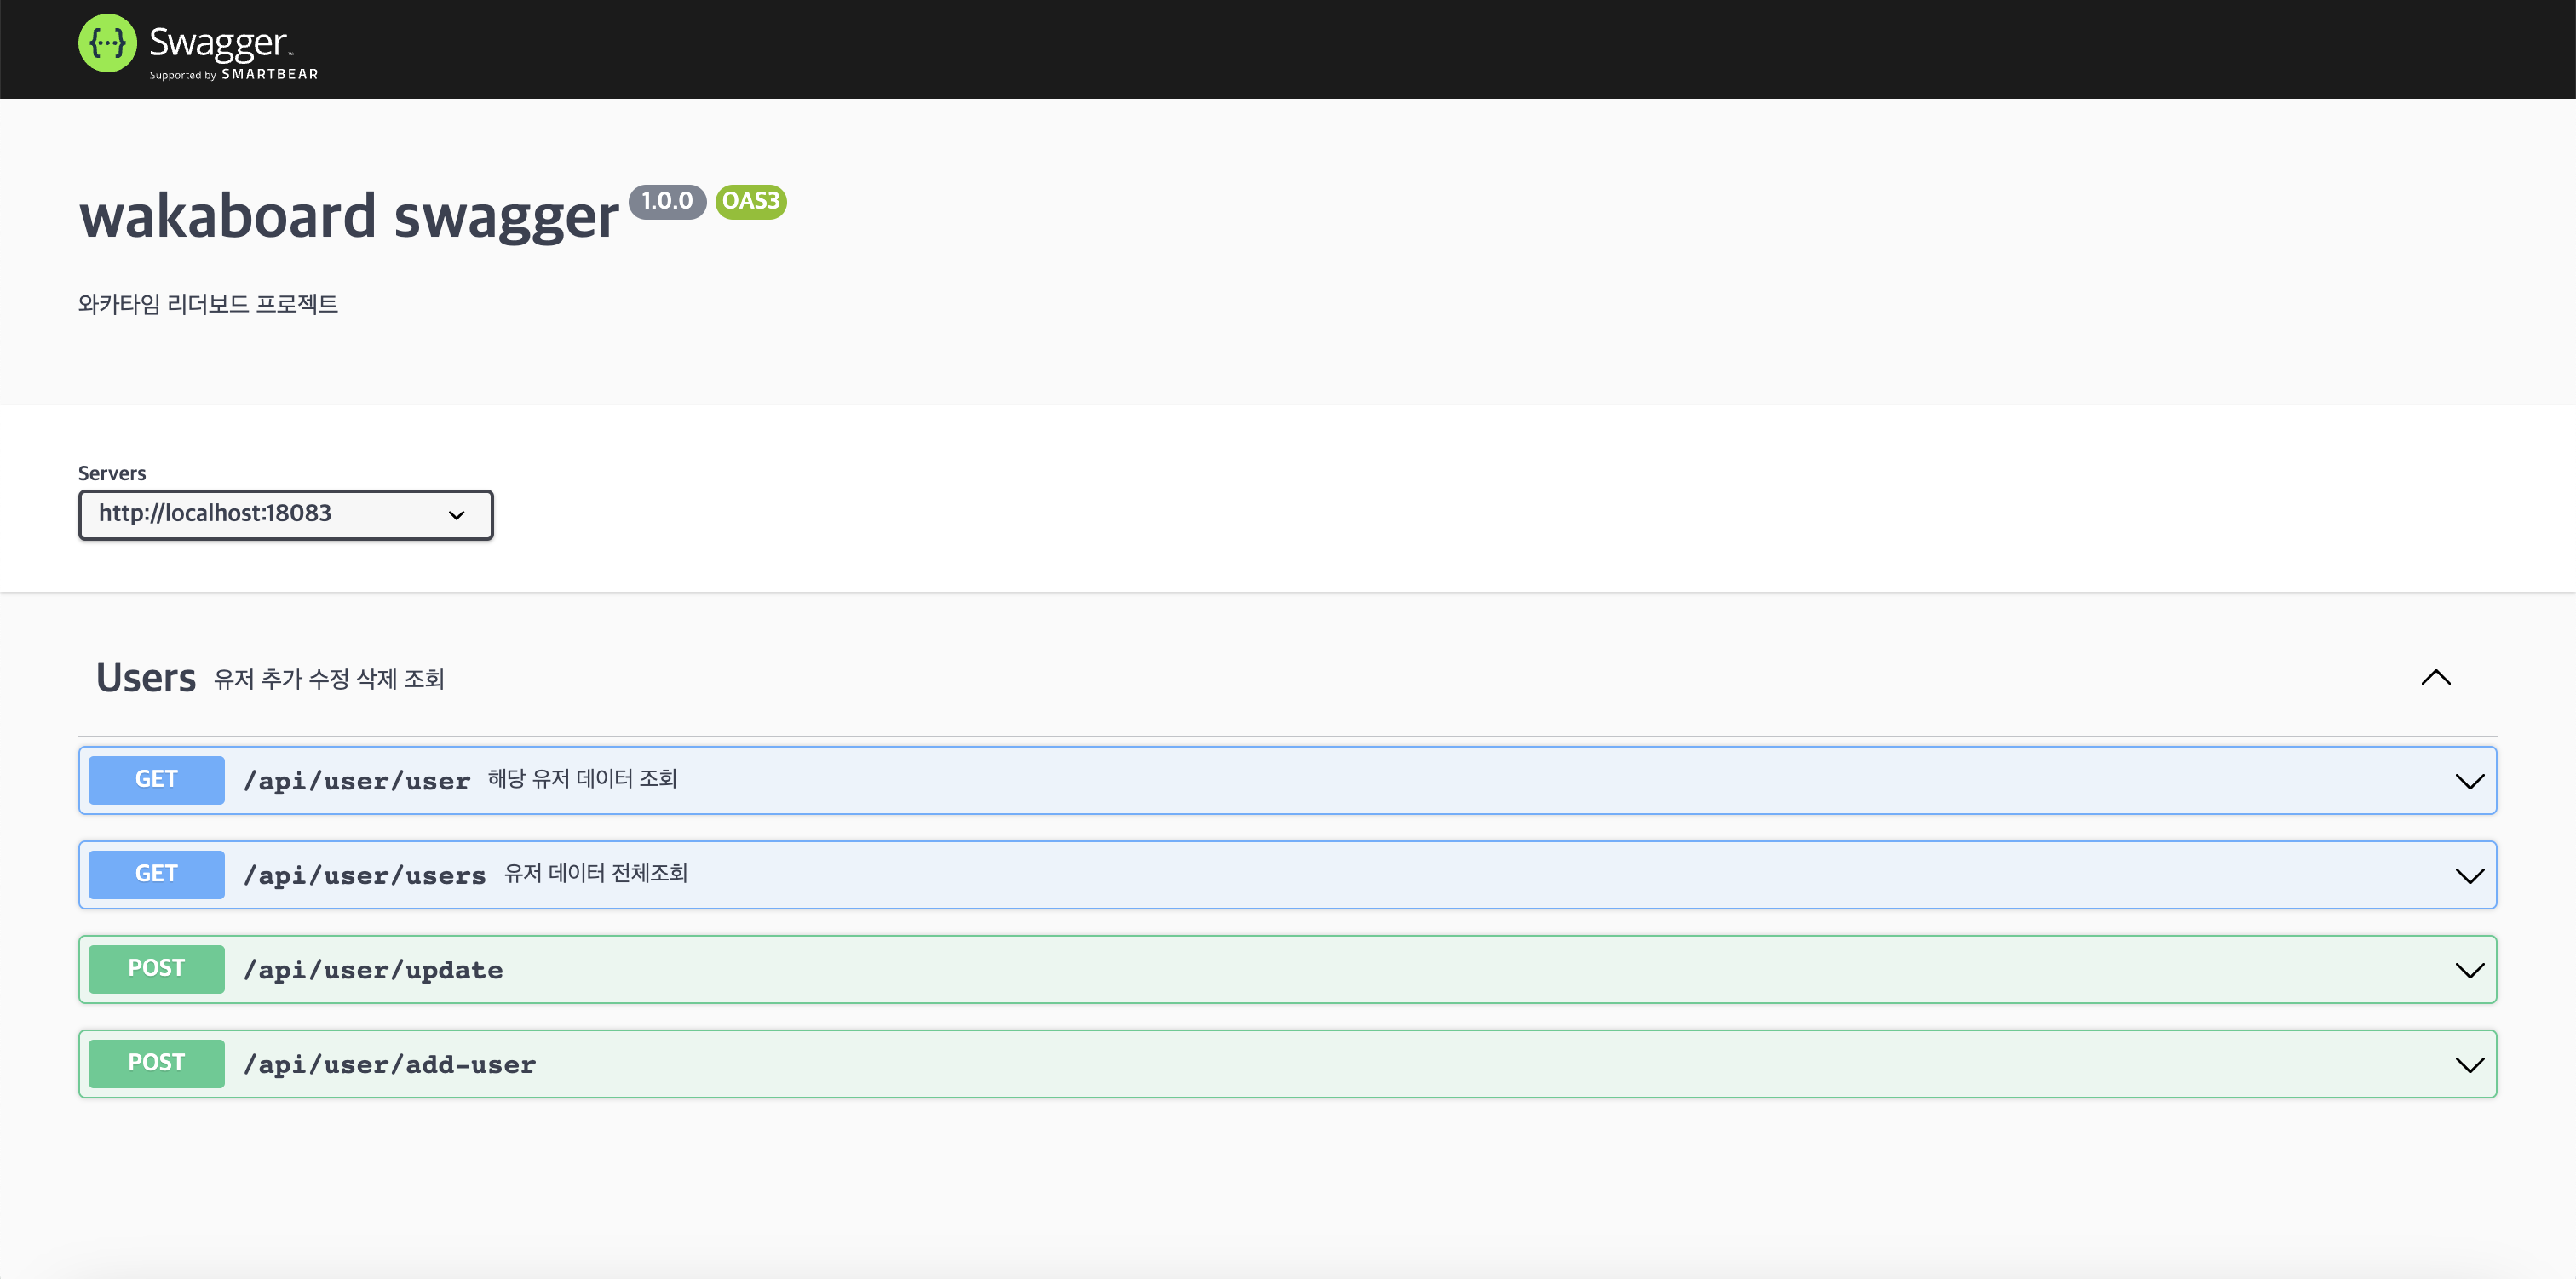 {···} Swagger™
Supported by SMARTBEAR
wakaboard swagger 1.0.0 OAS3
와카타임 리더보드 프로젝트
Servers
http://localhost:18083
Users 유저 추가 수정 삭제 조회
GET /api/user/user 해당 유저 데이터 조회
GET /api/user/users 유저 데이터 전체조회
POST /api/user/update
POST /api/user/add-user